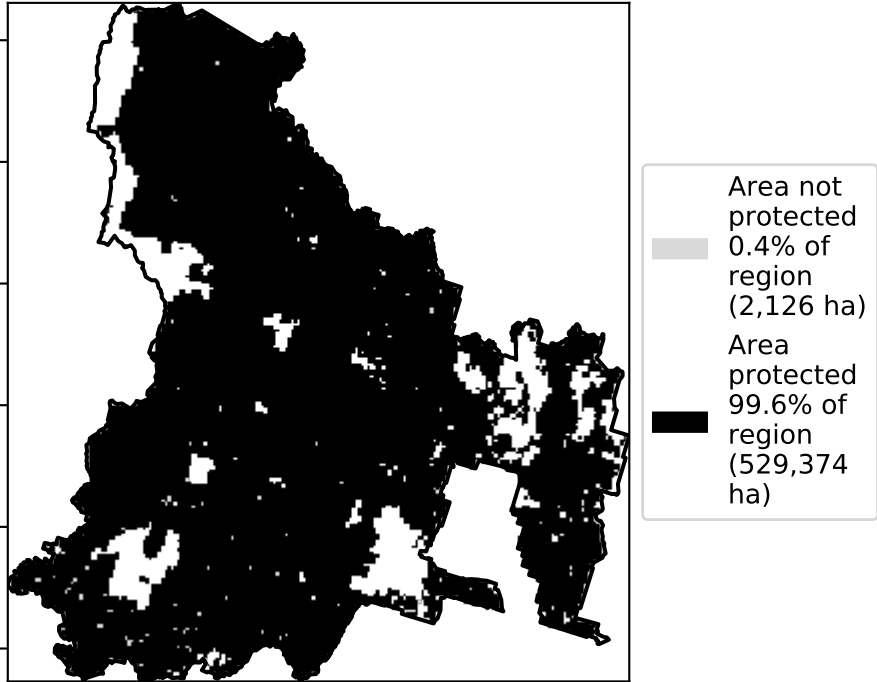 Area not
protected
0.4% of
region
(2,126 ha)
Area
protected
99.6% of
region
(529,374
ha)